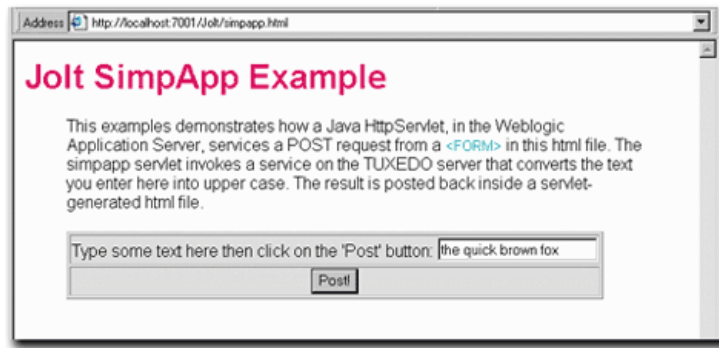 Address http://localhost:7001/Jolt/simpapp.html
Jolt SimpApp Example
This examples demonstrates how a Java HttpServlet, in the Weblogic
Application Server, services a POST request from a <FORM> in this html file. The
simpapp servlet invokes a service on the TUXEDO server that converts the text
you enter here into upper case. The result is posted back inside a servlet-
generated html file.
Type some text here then click on the 'Post' button: the quick brown fox
Post!